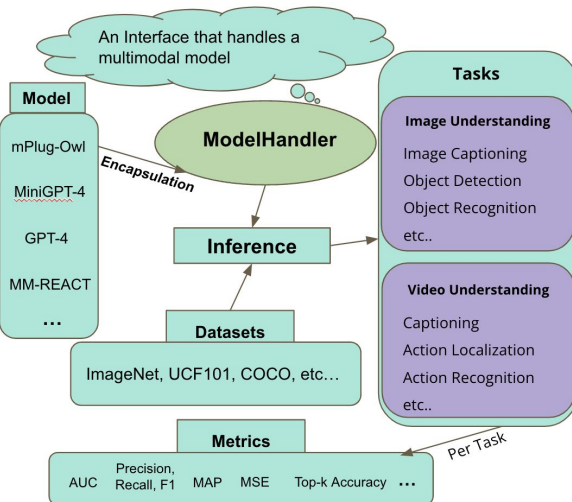 An Interface that handles a
multimodal model
Model
mPlug-Owl
MiniGPT-4
GPT-4
MM-REACT
...
Encapsulation
ModelHandler
Inference
Datasets
ImageNet, UCF101, COCO, etc...
Tasks
Image Understanding
Image Captioning
Object Detection
Object Recognition
etc..
Video Understanding
Captioning
Action Localization
Action Recognition
etc..
Per Task
Metrics
AUC
Precision,
Recall, F1
MAP
MSE
Top-k Accuracy
...